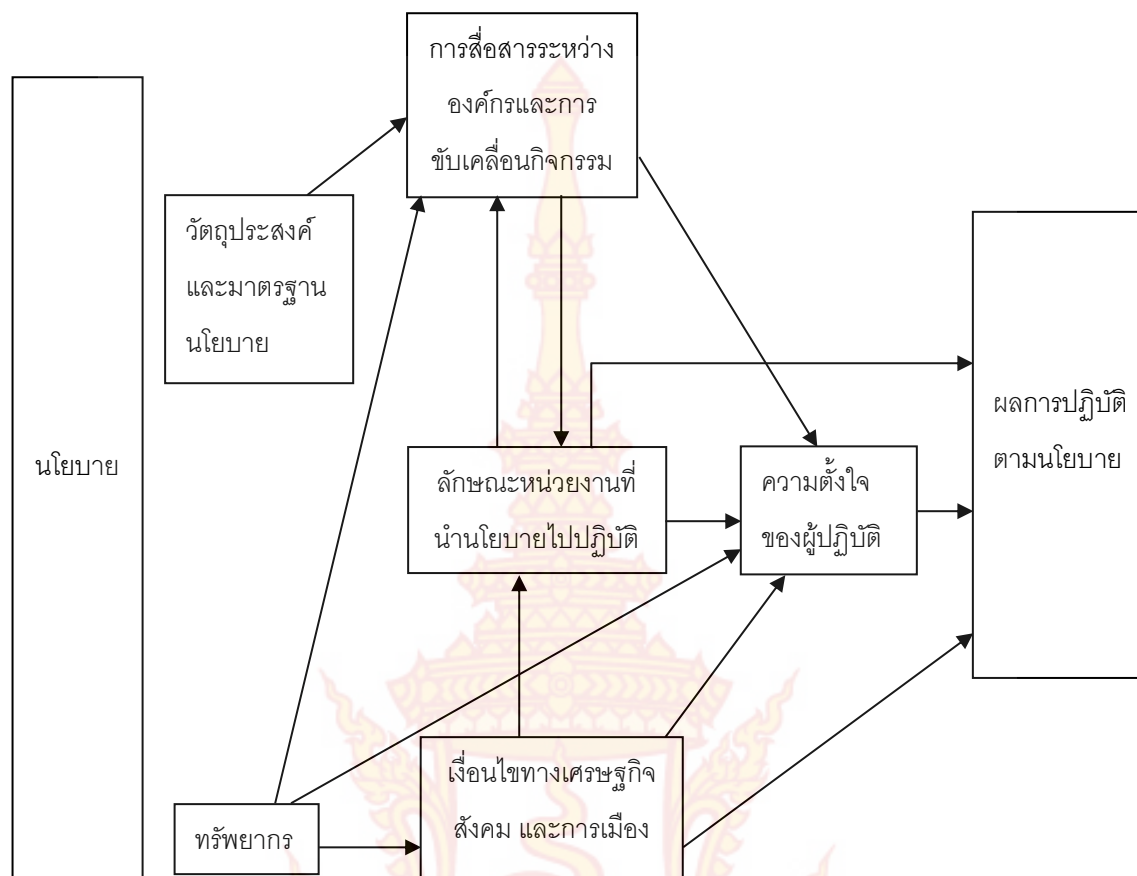 นโยบาย
วัตถุประสงค์
และมาตรฐาน
นโยบาย
ทรัพยากร
การสื่อสารระหว่าง
องค์กรและการ
ขับเคลื่อนกิจกรรม
ลักษณะหน่วยงานที่
นำนโยบายไปปฏิบัติ
เงื่อนไขทางเศรษฐกิจ
สังคม และการเมือง
ความตั้งใจ
ของผู้ปฏิบัติ
ผลการปฏิบัติ
ตามนโยบาย